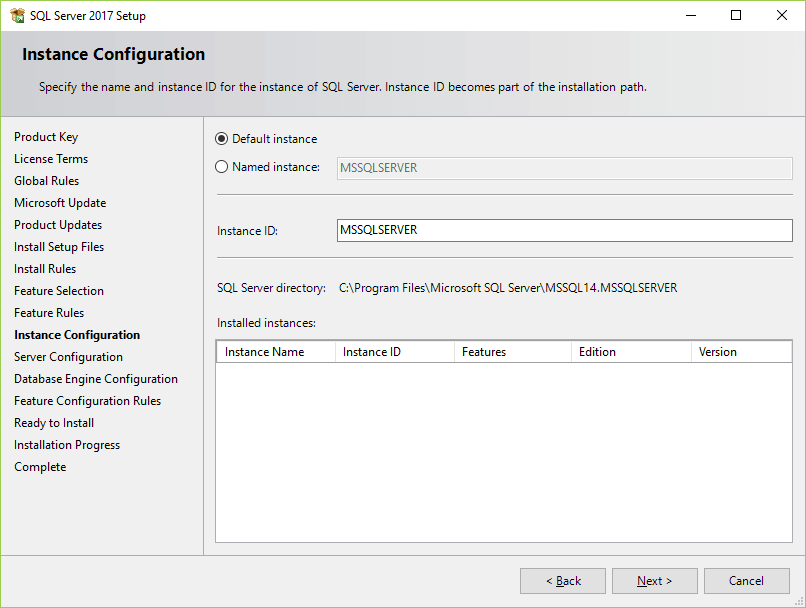 SQL Server 2017 Setup
Instance Configuration
Specify the name and instance ID for the instance of SQL Server. Instance ID becomes part of the installation path.
Product Key
License Terms
Global Rules
Microsoft Update
Product Updates
Install Setup Files
Install Rules
Feature Selection
Feature Rules
Instance Configuration
Server Configuration
Database Engine Configuration
Feature Configuration Rules
Ready to Install
Installation Progress
Complete
Default instance
Named instance: MSSQLSERVER
Instance ID: MSSQLSERVER
SQL Server directory: C:\Program Files\Microsoft SQL Server\MSSQL14.MSSQLSERVER
Installed instances:
Instance Name Instance ID Features Edition Version
< Back Next > Cancel